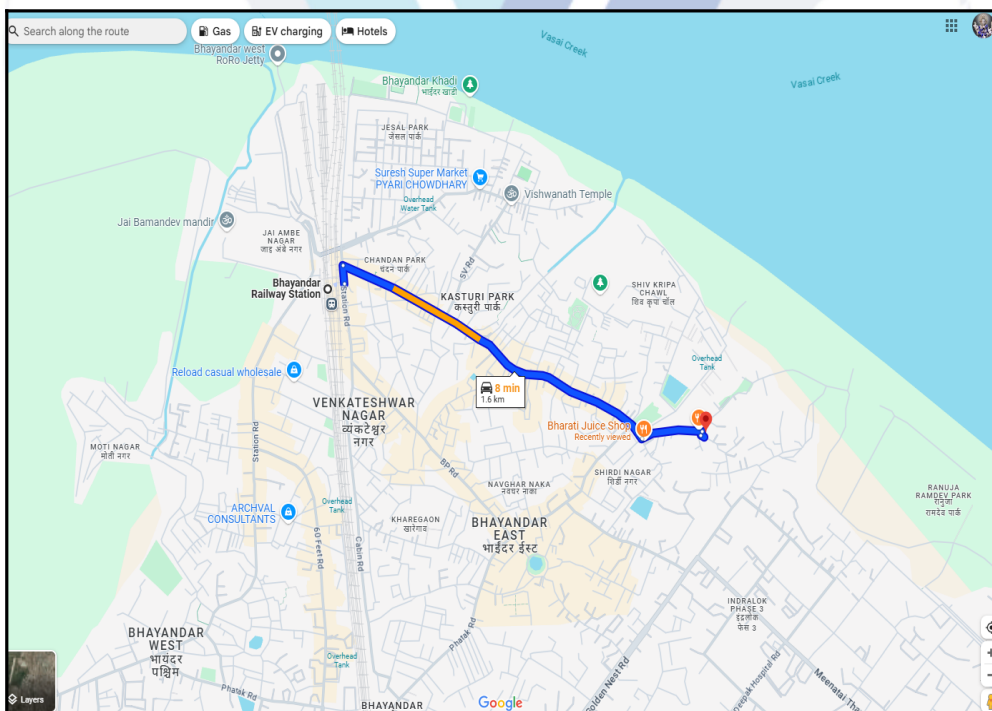 Search along the route
Gas
EV charging
Hotels
Bhayandar west
RoRo Jetty
Vasai Creek
Vasai Creek
Bhayandar Khadi
भाईंदर खाडी
JESAL PARK
जेसल पार्क
Suresh Super Market
PYARI CHOWDHARY
Overhead
Water Tank
Vishwanath Temple
Jai Bamandev mandir
JAI AMBE
NAGAR
जाइ अंबे नगर
CHANDAN PARK
चंदन पार्क
SV Rd
Bhayandar
Railway Station
Station Rd
KASTURI PARK
कस्तुरी पार्क
SHIV KRIPA
CHAWL
शिव कृपा चॉल
Overhead
Tank
Reload casual wholesale
8 min
1.6 km
VENKATESHWAR
NAGAR
व्यंकटेश्वर
नगर
Bharati Juice Shop
Recently viewed
MOTI NAGAR
मोती नगर
Station Rd
BP Rd
SHIRDI NAGAR
शिर्डी नगर
NAVGHAR NAKA
नवघर नाका
RANUJA
RAMDEV PARK
रानुजा
रामदेव पार्क
ARCHVAL
CONSULTANTS
Overhead
Tank
KHAREGAON
खारेगाव
BHAYANDAR
EAST
भाईंदर ईस्ट
60 Feet Rd
Cabin Rd
INDRALOK
PHASE 3
इंद्रलोक
फेस 3
BHAYANDAR
WEST
भायंदर
पश्चिम
Overhead
Tank
Phatak Rd
Golden Nest Rd
Deepak Hospital Rd
Meenatai Tha
Layers
Phatak Rd
BHAYANDAR
Google